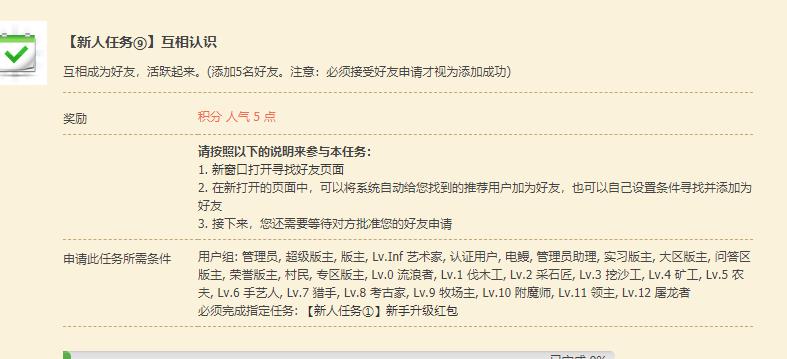 【新人任务⑨】互相认识
互相成为好友，活跃起来。(添加5名好友。注意：必须接受好友申请才视为添加成功)
奖励
积分 人气 5 点
请按照以下的说明来参与本任务：
1. 新窗口打开寻找好友页面
2. 在新打开的页面中，可以将系统自动给您找到的推荐用户加为好友，也可以自己设置条件寻找并添加为
好友
3. 接下来，您还需要等待对方批准您的好友申请
申请此任务所需条件
用户组: 管理员, 超级版主, 版主, Lv.Inf 艺术家, 认证用户, 电鳗, 管理员助理, 实习版主, 大区版主, 问答区
版主, 荣誉版主, 村民, 专区版主, Lv.0 流浪者, Lv.1 伐木工, Lv.2 采石匠, Lv.3 挖沙工, Lv.4 矿工, Lv.5 农
夫, Lv.6 手艺人, Lv.7 猎手, Lv.8 考古家, Lv.9 牧场主, Lv.10 附魔师, Lv.11 领主, Lv.12 屠龙者
必须完成指定任务: 【新人任务①】新手升级红包
已完成 0%